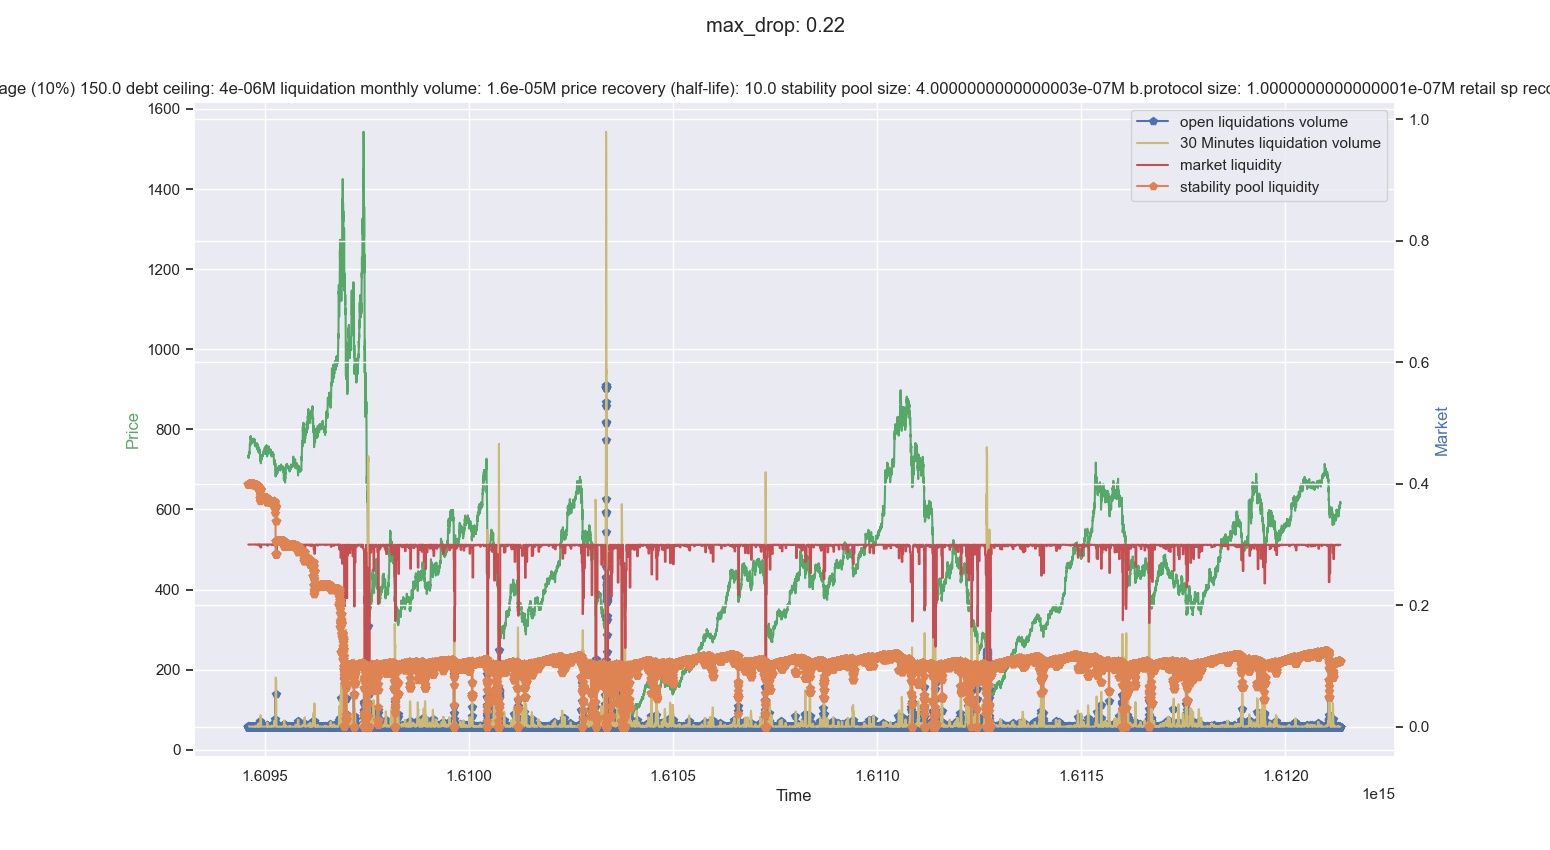 max_drop: 0.22
age (10%) 150.0 debt ceiling: 4e-06M liquidation monthly volume: 1.6e-05M price recovery (half-life): 10.0 stability pool size: 4.0000000000000003e-07M b.protocol size: 1.0000000000000001e-07M retail sp reco
open liquidations volume
30 Minutes liquidation volume
market liquidity
stability pool liquidity
1600
1400
1200
1000
800
600
400
200
0
Price
1.0
0.8
0.6
0.4
0.2
0.0
Market
1.6095 1.6100 1.6105 1.6110 1.6115 1.6120
Time
1e15